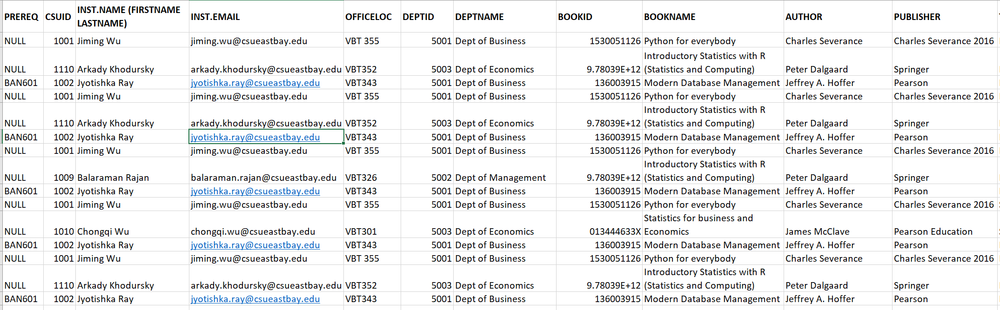 PREREQ CSUID INST.NAME (FIRSTNAME LASTNAME) INST.EMAIL OFFICELOC DEPTID DEPTNAME BOOKID BOOKNAME AUTHOR PUBLISHER
NULL 1001 Jiming Wu jiming.wu@csueastbay.edu VBT 355 5001 Dept of Business 1530051126 Python for everybody Charles Severance Charles Severance 2016
NULL 1110 Arkady Khodursky arkady.khodursky@csueastbay.edu VBT352 5003 Dept of Economics 9.78039E+12 Introductory Statistics with R (Statistics and Computing) Peter Dalgaard Springer
BAN601 1002 Jyotishka Ray jyotishka.ray@csueastbay.edu VBT343 5001 Dept of Business 136003915 Modern Database Management Jeffrey A. Hoffer Pearson
NULL 1001 Jiming Wu jiming.wu@csueastbay.edu VBT 355 5001 Dept of Business 1530051126 Python for everybody Charles Severance Charles Severance 2016
NULL 1110 Arkady Khodursky arkady.khodursky@csueastbay.edu VBT352 5003 Dept of Economics 9.78039E+12 Introductory Statistics with R (Statistics and Computing) Peter Dalgaard Springer
BAN601 1002 Jyotishka Ray jyotishka.ray@csueastbay.edu VBT343 5001 Dept of Business 136003915 Modern Database Management Jeffrey A. Hoffer Pearson
NULL 1001 Jiming Wu jiming.wu@csueastbay.edu VBT 355 5001 Dept of Business 1530051126 Python for everybody Charles Severance Charles Severance 2016
NULL 1009 Balaraman Rajan balaraman.rajan@csueastbay.edu VBT326 5002 Dept of Management 9.78039E+12 Introductory Statistics with R (Statistics and Computing) Peter Dalgaard Springer
BAN601 1002 Jyotishka Ray jyotishka.ray@csueastbay.edu VBT343 5001 Dept of Business 136003915 Modern Database Management Jeffrey A. Hoffer Pearson
NULL 1001 Jiming Wu jiming.wu@csueastbay.edu VBT 355 5001 Dept of Business 1530051126 Python for everybody Charles Severance Charles Severance 2016
NULL 1010 Chongqi Wu chongqi.wu@csueastbay.edu VBT301 5003 Dept of Economics 013444633X Statistics for business and Economics James McClave Pearson Education
BAN601 1002 Jyotishka Ray jyotishka.ray@csueastbay.edu VBT343 5001 Dept of Business 136003915 Modern Database Management Jeffrey A. Hoffer Pearson
NULL 1001 Jiming Wu jiming.wu@csueastbay.edu VBT 355 5001 Dept of Business 1530051126 Python for everybody Charles Severance Charles Severance 2016
NULL 1110 Arkady Khodursky arkady.khodursky@csueastbay.edu VBT352 5003 Dept of Economics 9.78039E+12 Introductory Statistics with R (Statistics and Computing) Peter Dalgaard Springer
BAN601 1002 Jyotishka Ray jyotishka.ray@csueastbay.edu VBT343 5001 Dept of Business 136003915 Modern Database Management Jeffrey A. Hoffer Pearson